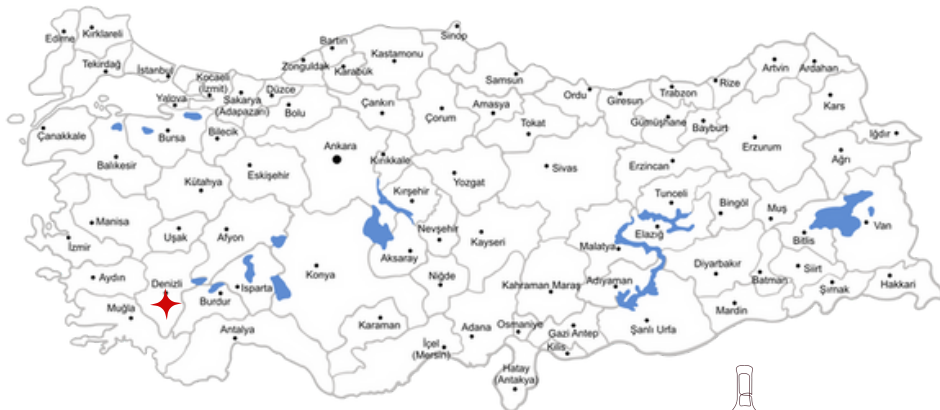 Edirne
Kırklareli
Tekirdağ
İstanbul
Kocaeli
(İzmit)
Yalova
Sakarya
(Adapazarı)
Düzce
Bolu
Zonguldak
Bartın
Karabük
Kastamonu
Sinop
Çankırı
Samsun
Çorum
Amasya
Tokat
Ordu
Giresun
Trabzon
Rize
Artvin
Ardahan
Kars
Gümüşhane
Bayburt
Iğdır
Erzurum
Ağrı
Çanakkale
Bursa
Bilecik
Balıkesir
Eskişehir
Kütahya
Ankara
Kırıkkale
Kırşehir
Yozgat
Sivas
Erzincan
Tunceli
Bingöl
Muş
Van
Bitlis
Elazığ
Malatya
Manisa
İzmir
Uşak
Afyon
Nevşehir
Kayseri
Aksaray
Konya
Niğde
Aydın
Denizli
Muğla
Burdur
Isparta
Antalya
Karaman
İçel
(Mersin)
Adana
Osmaniye
Kahraman Maraş
Adıyaman
Gazi Antep
Kilis
Hatay
(Antakya)
Şanlı Urfa
Diyarbakır
Batman
Siirt
Mardin
Şırnak
Hakkari